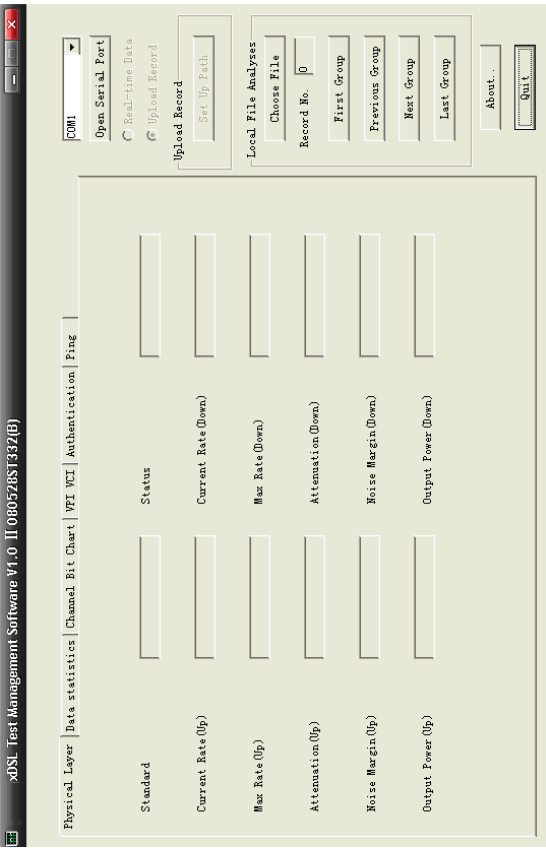 xDSL Test Management Software V1.0 II 080528ST332(B)
Physical Layer Data statistics Channel Bit Chart VPI VCI Authentication Ping
Standard Status
Current Rate(Up) Current Rate(Down)
Max Rate(Up) Max Rate(Down)
Attenuation(Up) Attenuation(Down)
Noise Margin(Up) Noise Margin(Down)
Output Power(Up) Output Power(Down)
COM1
Open Serial Port
Real-time Data
Upload Record
Upload Record
Set Up Path
Local File Analyses
Choose File
Record No. 0
First Group
Previous Group
Next Group
Last Group
About..
Quit